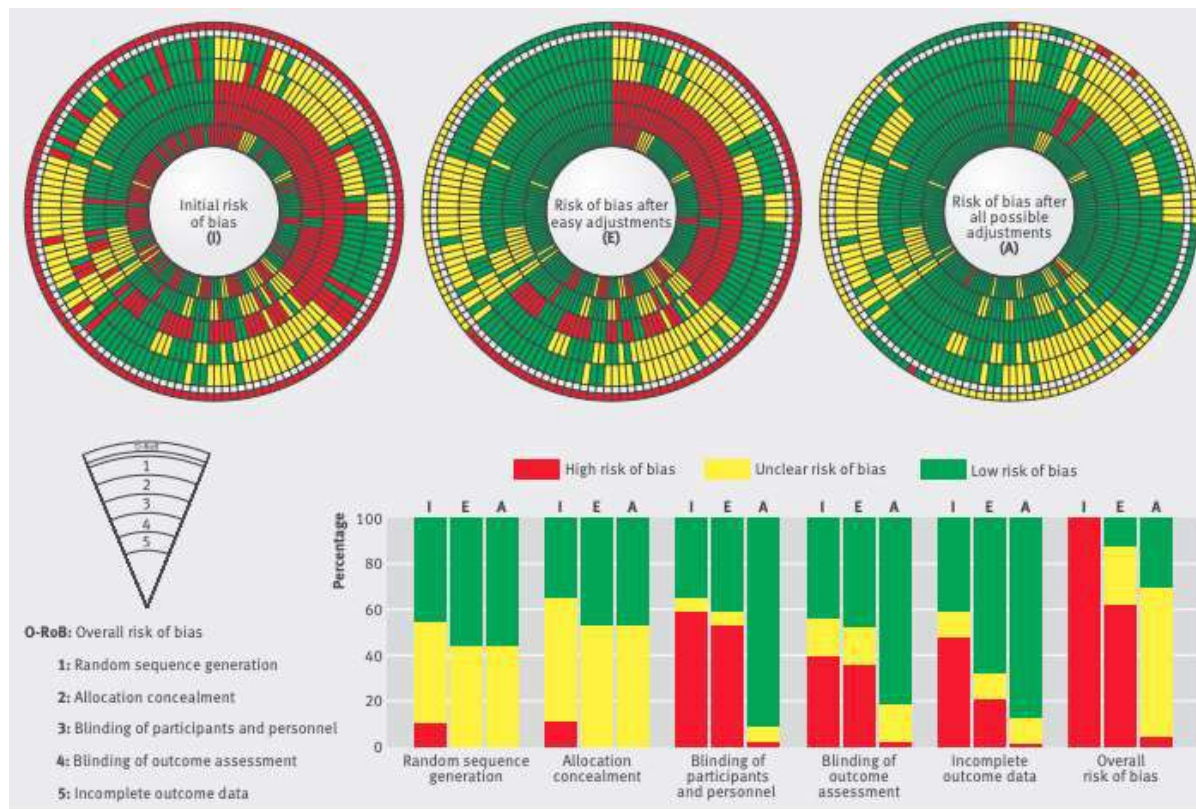 Initial risk
of bias
(I)
Risk of bias after
easy adjustments
(E)
Risk of bias after
all possible
adjustments
(A)
O-RoB
1
2
3
4
5
O-RoB: Overall risk of bias
1: Random sequence generation
2: Allocation concealment
3: Blinding of participants and personnel
4: Blinding of outcome assessment
5: Incomplete outcome data
High risk of bias
Unclear risk of bias
Low risk of bias
I E A I E A I E A I E A I E A I E A
Percentage
100
80
60
40
20
0
Random sequence
generation
Allocation
concealment
Blinding of
participants
and personnel
Blinding of
outcome
assessment
Incomplete
outcome data
Overall
risk of bias